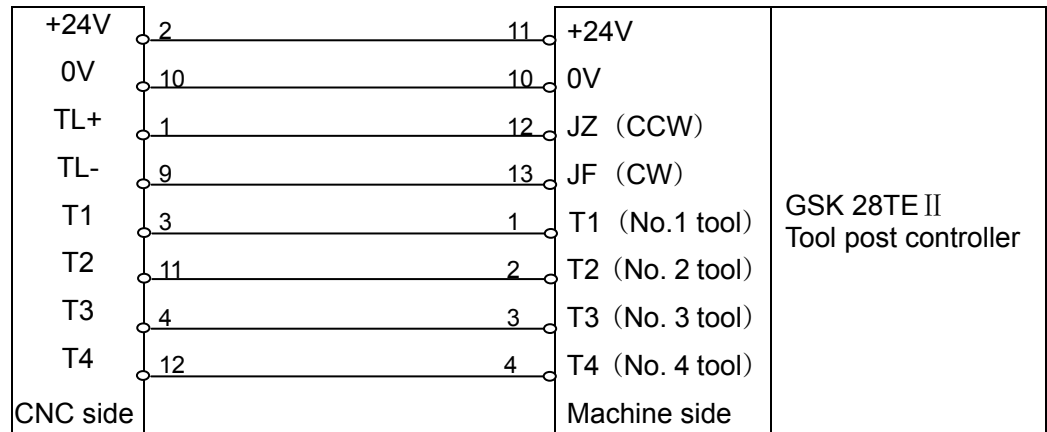 +24V 2 11 +24V
0V 10 10 0V
TL+ 1 12 JZ（CCW）
TL- 9 13 JF（CW）
T1 3 1 T1（No.1 tool）
T2 11 2 T2（No. 2 tool）
T3 4 3 T3（No. 3 tool）
T4 12 4 T4（No. 4 tool）
CNC side Machine side
GSK 28TEⅡ
Tool post controller